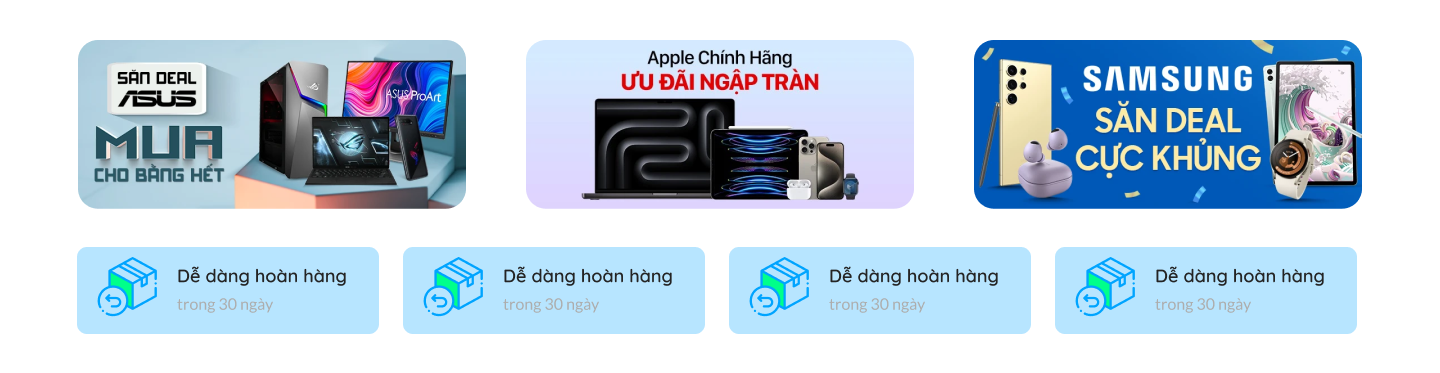 SĂN DEAL
ASUS
MUA
CHO BẰNG HẾT
ASUS ProArt
Apple Chính Hãng
ƯU ĐÃI NGẬP TRÀN
SAMSUNG
SĂN DEAL
CỰC KHỦNG
Dễ dàng hoàn hàng
trong 30 ngày
Dễ dàng hoàn hàng
trong 30 ngày
Dễ dàng hoàn hàng
trong 30 ngày
Dễ dàng hoàn hàng
trong 30 ngày